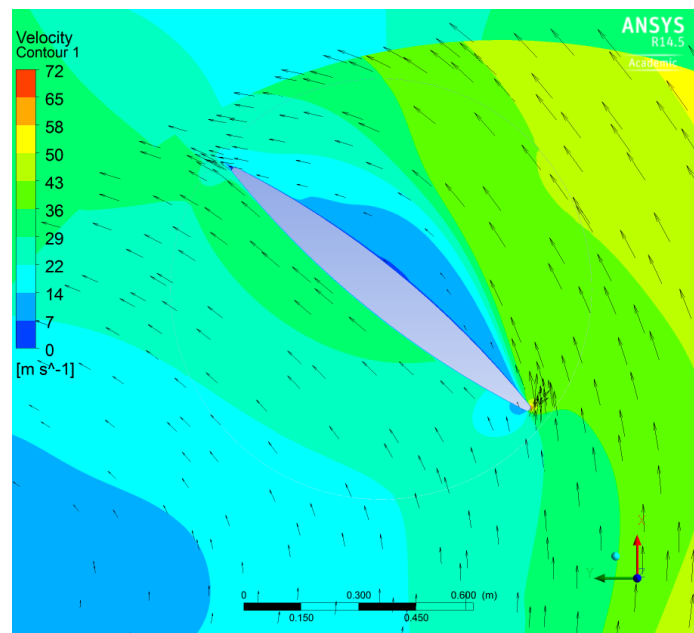 ANSYS
R14.5
Academic
Velocity
Contour 1
72
65
58
50
43
36
29
22
14
7
0
[m s^-1]
X
Y
Z
0 0.300 0.600 (m)
0.150 0.450